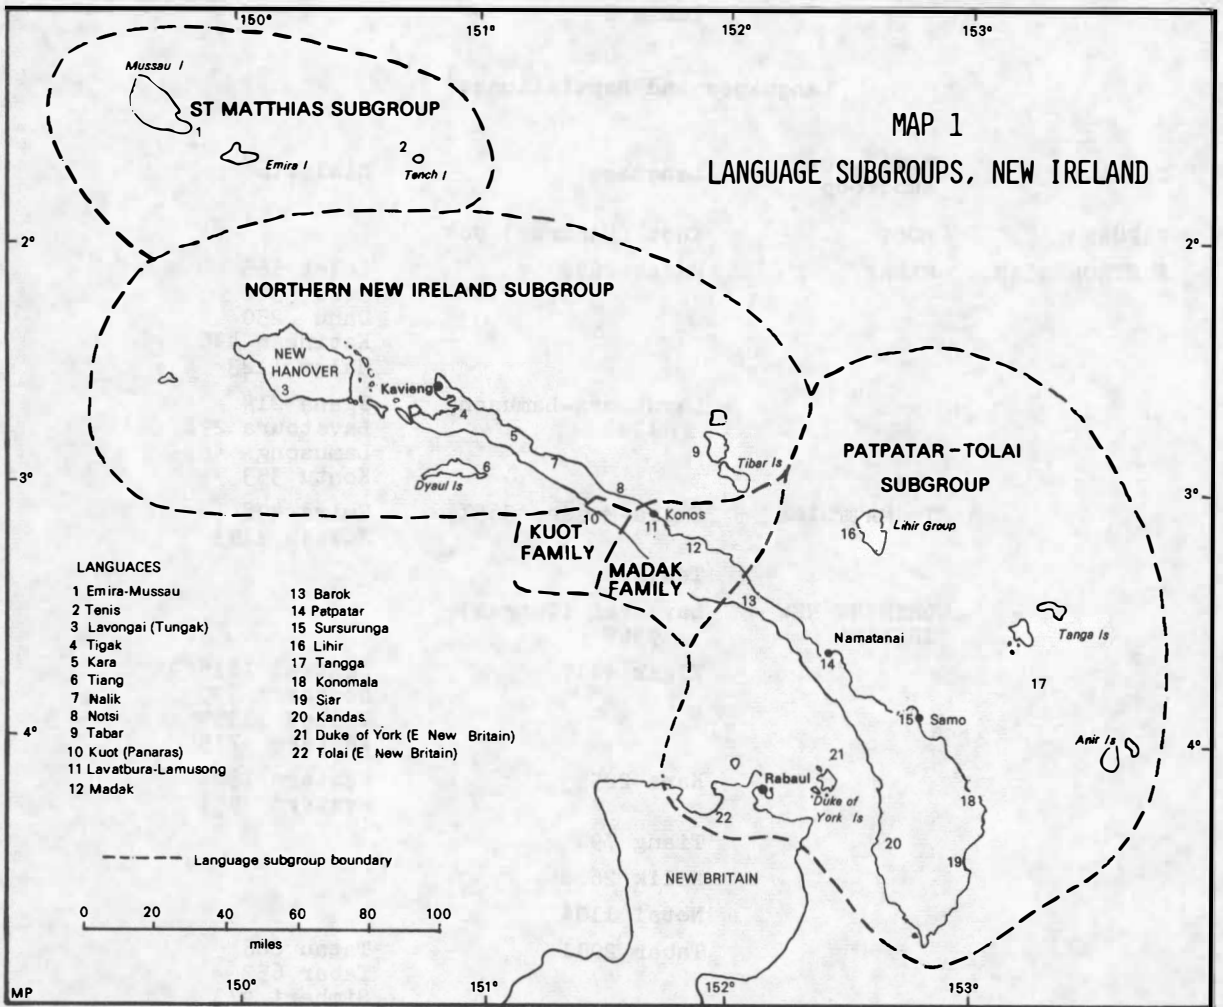 150°
151°
152°
153°
Mussau I
ST MATTHIAS SUBGROUP
1
2
Emira I
Tench I
MAP 1
LANGUAGE SUBGROUPS, NEW IRELAND
2°
2°
NORTHERN NEW IRELAND SUBGROUP
NEW
HANOVER
3
Kavieng
4
5
7
6
Dyaul Is
8
9
Tibar Is
PATPATAR-TOLAI
SUBGROUP
3°
3°
10
11
Konos
12
KUOT
FAMILY
MADAK
FAMILY
16
Lihir Group
13
Tanga Is
17
Namatanai
14
15
Samo
Anir Is
4°
4°
LANGUACES
1 Emira-Mussau
2 Tenis
3 Lavongai (Tungak)
4 Tigak
5 Kara
6 Tiang
7 Nalik
8 Notsi
9 Tabar
10 Kuot (Panaras)
11 Lavatbura-Lamusong
12 Madak
13 Barok
14 Patpatar
15 Sursurunga
16 Lihir
17 Tangga
18 Konomala
19 Siar
20 Kandas
21 Duke of York (E New Britain)
22 Tolai (E New Britain)
21
Rabaul
Duke of
York Is
22
18
20
19
NEW BRITAIN
Language subgroup boundary
0 20 40 60 80 100
miles
MP
150°
151°
152°
153°